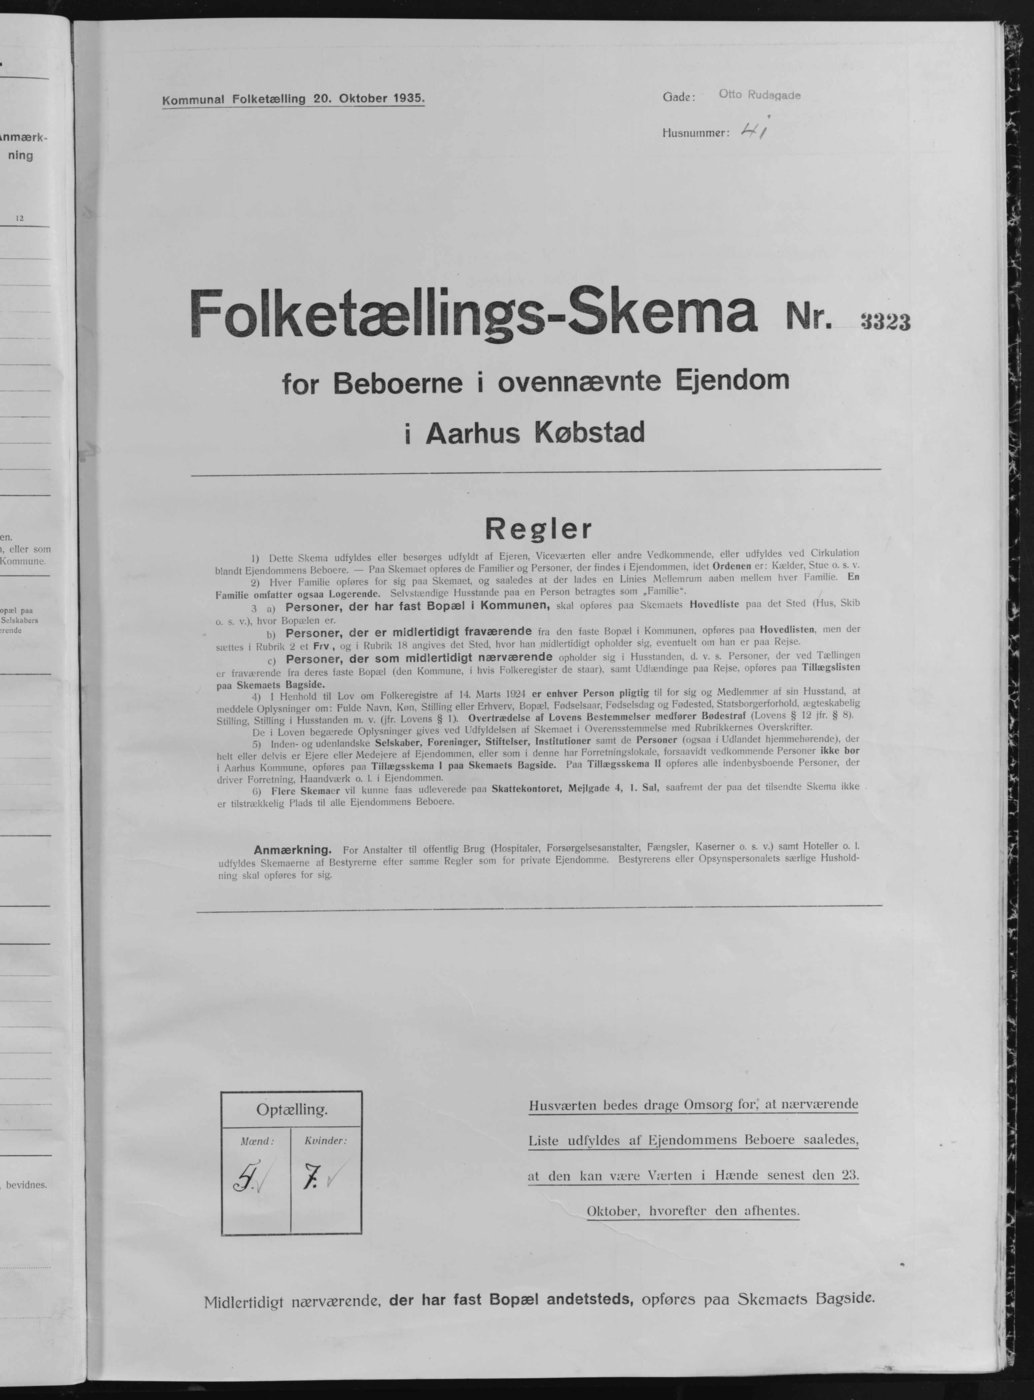 Anmærk-
ning
12
en.
, eller som
Kommune.
opæl paa
Selskabers
erende
, bevidnes.
Kommunal Folketælling 20. Oktober 1935.
Gade: Otto Rudsgade
Husnummer: 4i
Folketællings-Skema Nr. 3323
for Beboerne i ovennævnte Ejendom
i Aarhus Købstad
Regler
1) Dette Skema udfyldes eller besørges udfyldt af Ejeren, Viceværten eller andre Vedkommende, eller udfyldes ved Cirkulation
blandt Ejendommens Beboere. — Paa Skemaet opføres de Familier og Personer, der findes i Ejendommen, idet Ordenen er: Kælder, Stue o. s. v.
2) Hver Familie opføres for sig paa Skemaet, og saaledes at der lades en Linies Mellemrum aaben mellem hver Familie. En
Familie omfatter ogsaa Logerende. Selvstændige Husstande paa en Person betragtes som „Familie“.
3 a) Personer, der har fast Bopæl i Kommunen, skal opføres paa Skemaets Hovedliste paa det Sted (Hus, Skib
o. s. v.), hvor Bopælen er.
b) Personer, der er midlertidigt fraværende fra den faste Bopæl i Kommunen, opføres paa Hovedlisten, men der
sættes i Rubrik 2 et Frv., og i Rubrik 18 angives det Sted, hvor han midlertidigt opholder sig, eventuelt om han er paa Rejse.
c) Personer, der som midlertidigt nærværende opholder sig i Husstanden, d. v. s. Personer, der ved Tællingen
er fraværende fra deres faste Bopæl (den Kommune, i hvis Folkeregister de staar), samt Udlændinge paa Rejse, opføres paa Tillægslisten
paa Skemaets Bagside.
4) I Henhold til Lov om Folkeregistre af 14. Marts 1924 er enhver Person pligtig til for sig og Medlemmer af sin Husstand, at
meddele Oplysninger om: Fulde Navn, Køn, Stilling eller Erhverv, Bopæl, Fødselsaar, Fødselsdag og Fødested, Statsborgerforhold, ægteskabelig
Stilling, Stilling i Husstanden m. v. (jfr. Lovens § 1). Overtrædelse af Lovens Bestemmelser medfører Bødestraf (Lovens § 12 jfr. § 8).
De i Loven begærede Oplysninger gives ved Udfyldelsen af Skemaet i Overensstemmelse med Rubrikkernes Overskrifter.
5) Inden- og udenlandske Selskaber, Foreninger, Stiftelser, Institutioner samt de Personer (ogsaa i Udlandet hjemmehørende), der
helt eller delvis er Ejere eller Medejere af Ejendommen, eller som i denne har Forretningslokale, forsaavidt vedkommende Personer ikke bor
i Aarhus Kommune, opføres paa Tillægsskema I paa Skemaets Bagside. Paa Tillægsskema II opføres alle indenbysboende Personer, der
driver Forretning, Haandværk o. l. i Ejendommen.
6) Flere Skemaer vil kunne faas udleverede paa Skattekontoret, Mejlgade 4, 1. Sal, saafremt der paa det tilsendte Skema ikke
er tilstrækkelig Plads til alle Ejendommens Beboere.
Anmærkning. For Anstalter til offentlig Brug (Hospitaler, Forsørgelsesanstalter, Fængsler, Kaserner o. s. v.) samt Hoteller o. l.
udfyldes Skemaerne af Bestyrerne efter samme Regler som for private Ejendomme. Bestyrerens eller Opsynspersonalets særlige Hushold-
ning skal opføres for sig.
Optælling.
Mænd: Kvinder:
5. 7.
Husværten bedes drage Omsorg for, at nærværende
Liste udfyldes af Ejendommens Beboere saaledes,
at den kan være Værten i Hænde senest den 23.
Oktober, hvorefter den afhentes.
Midlertidigt nærværende, der har fast Bopæl andetsteds, opføres paa Skemaets Bagside.